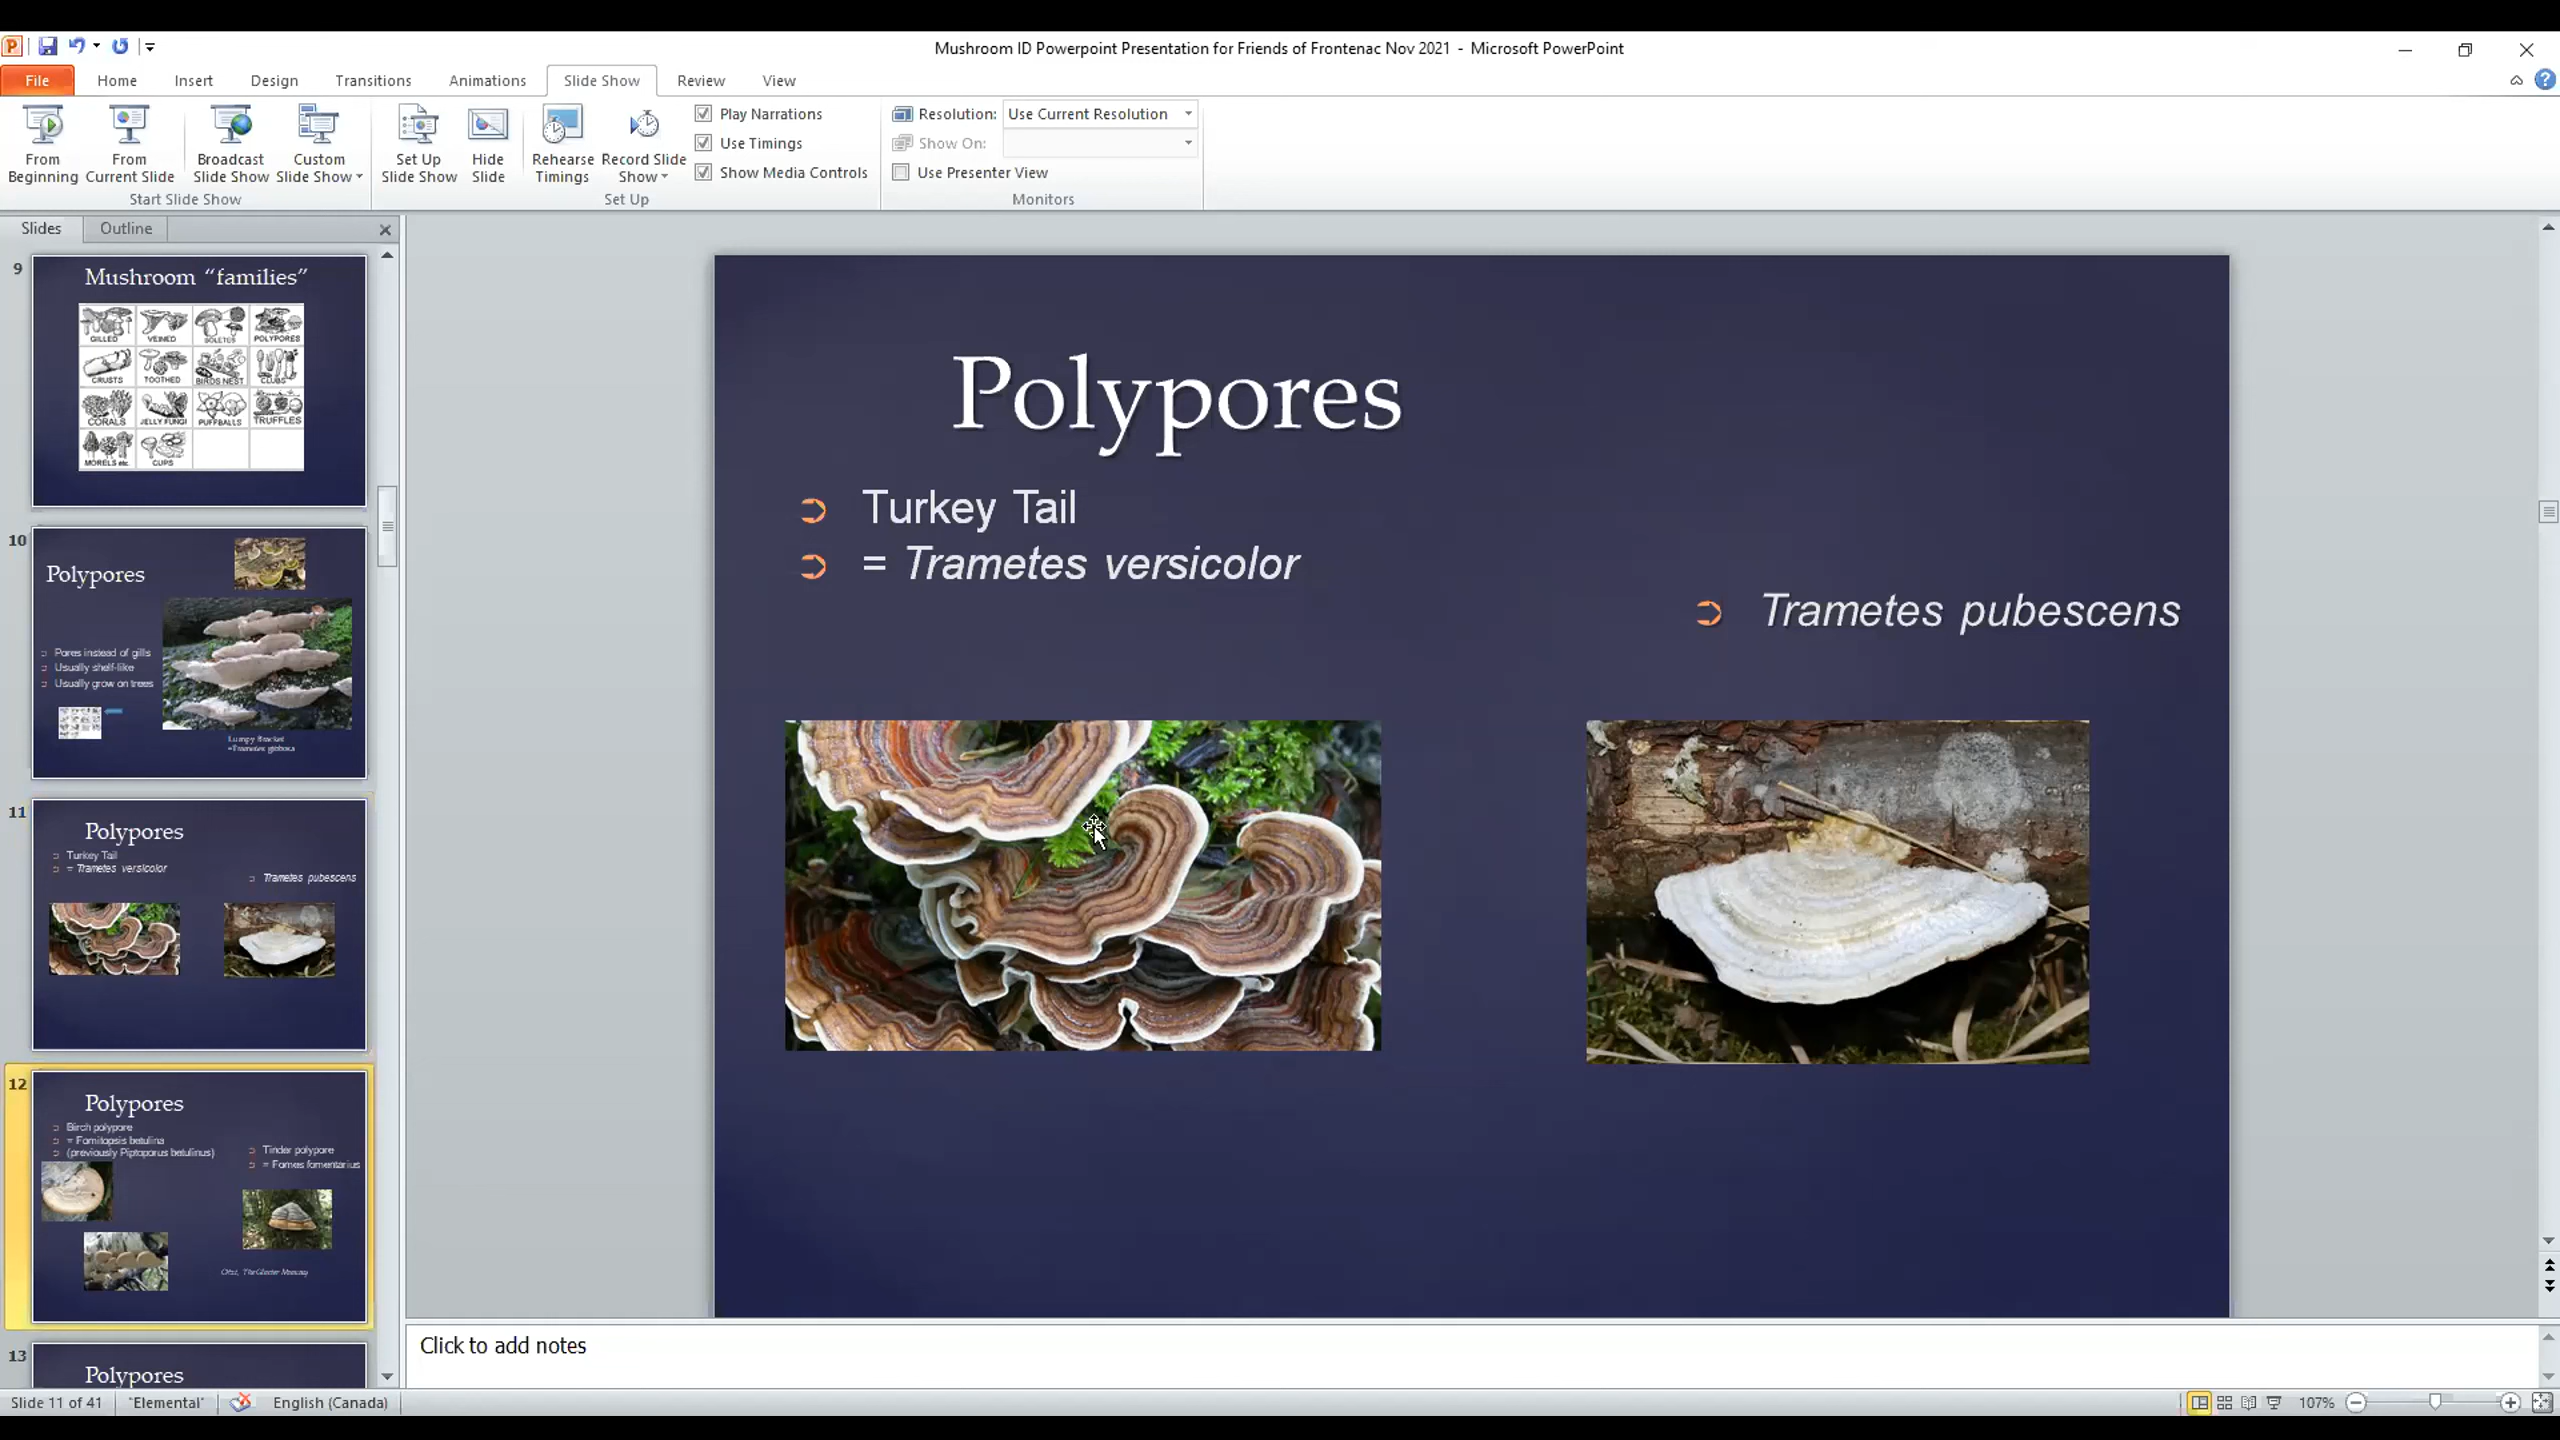 Mushroom ID Powerpoint Presentation for Friends of Frontenac Nov 2021 - Microsoft PowerPoint
File Home Insert Design Transitions Animations Slide Show Review View
From Beginning
From Current Slide
Broadcast Slide Show
Custom Slide Show
Set Up Slide Show
Hide Slide
Rehearse Timings
Record Slide Show
Play Narrations
Use Timings
Show Media Controls
Resolution: Use Current Resolution
Show On:
Use Presenter View
Start Slide Show
Set Up
Monitors
Slides Outline
9
Mushroom “families”
GILLED VEINED BOLETES POLYPORES
CRUSTS TOOTHED BIRDS NEST CLUBS
CORALS JELLY FUNGI PUFFBALLS TRUFFLES
MORELS etc. CUPS
10
Polypores
Pores instead of gills
Usually shelf-like
Usually grow on trees
Lumpy Bracket
=Trametes gibbosa
11
Polypores
Turkey Tail
= Trametes versicolor
Trametes pubescens
12
Polypores
Birch polypore
= Fomitopsis betulina
(previously Piptoporus betulinus)
Tinder polypore
= Fomes fomentarius
13
Polypores
Polypores
Turkey Tail
= Trametes versicolor
Trametes pubescens
Click to add notes
Slide 11 of 41 "Elemental" English (Canada) 107%